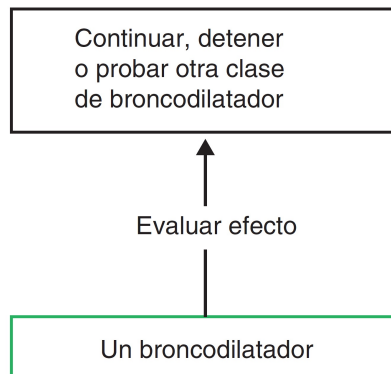 Continuar, detener
o probar otra clase
de broncodilatador
Evaluar efecto
Un broncodilatador